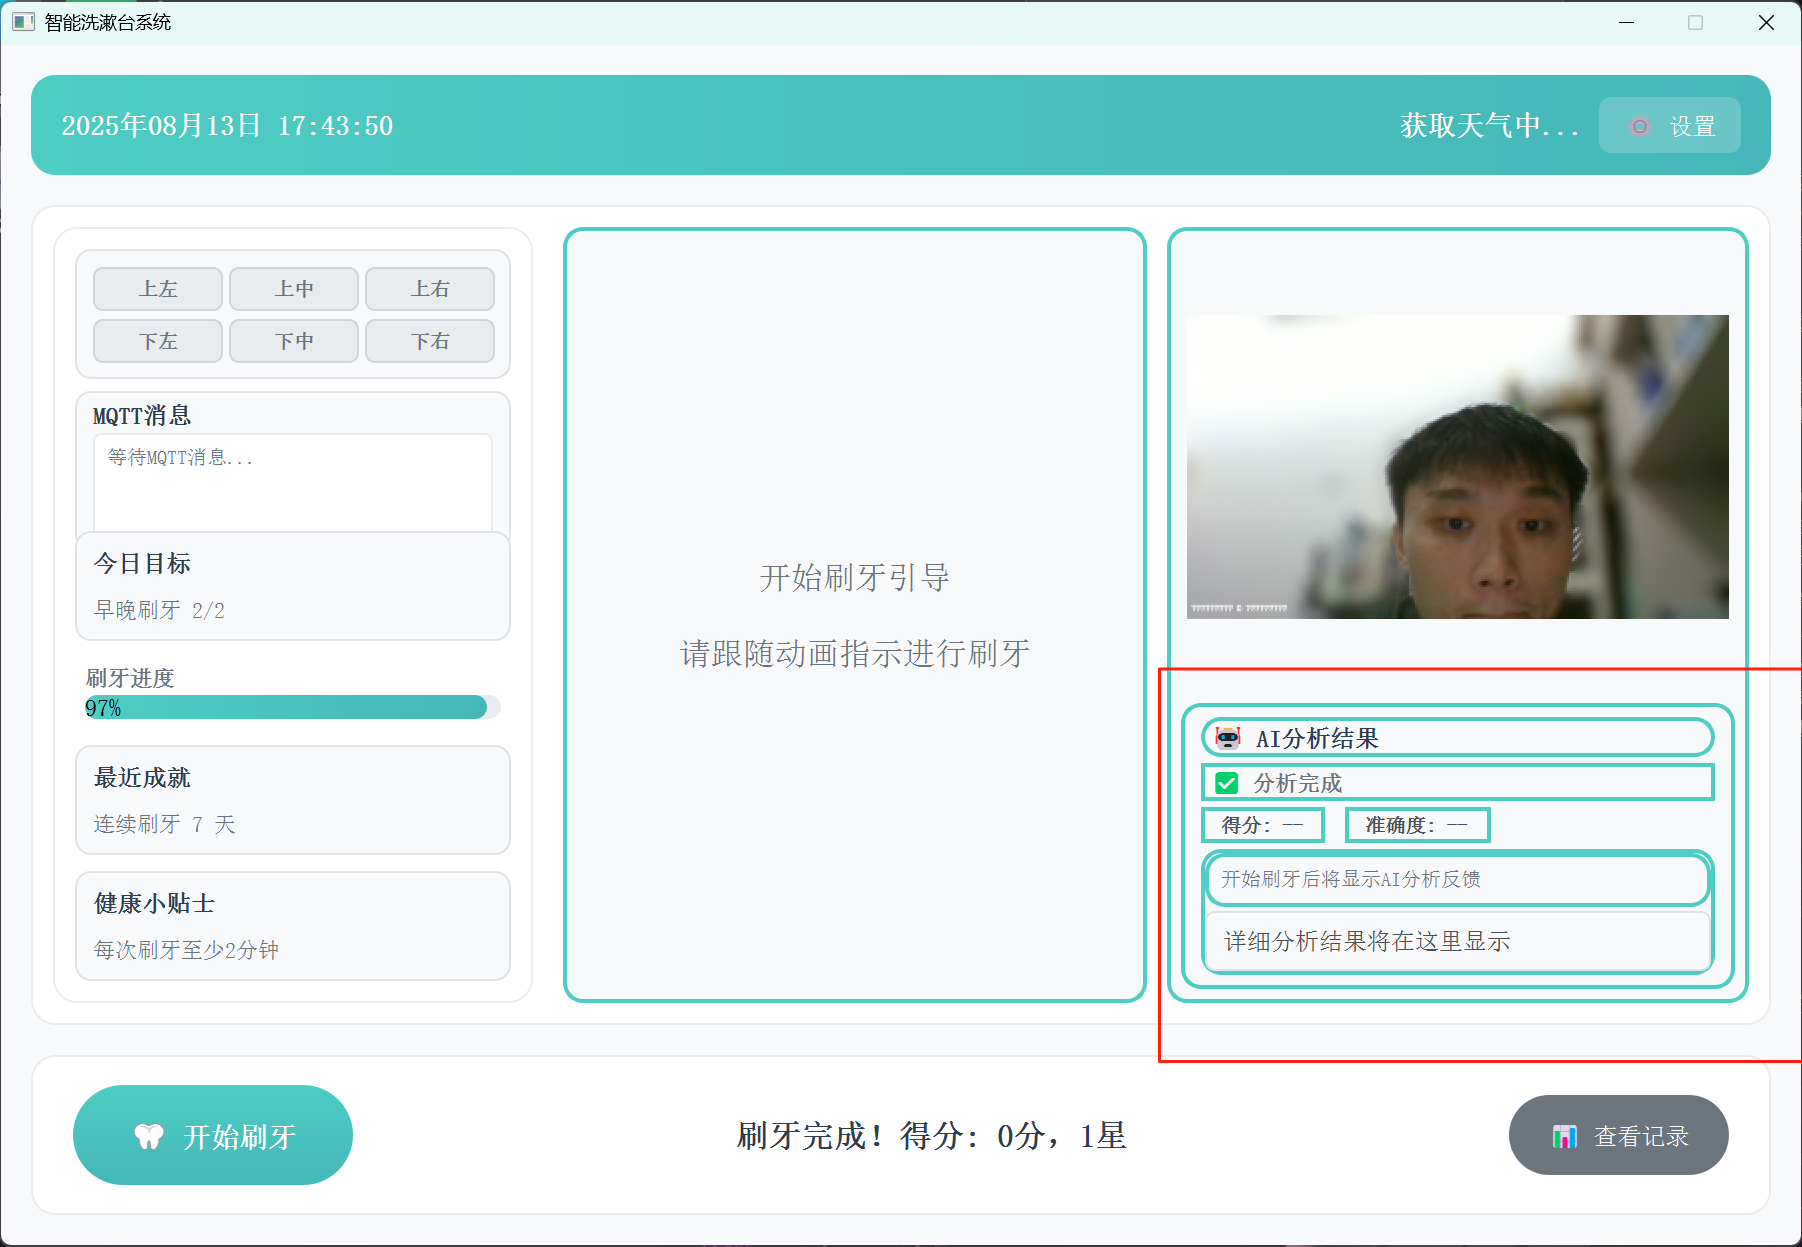 智能洗漱台系统
2025年08月13日 17:43:50
获取天气中...
设置
上左 上中 上右
下左 下中 下右
MQTT消息
等待MQTT消息...
今日目标
早晚刷牙 2/2
刷牙进度
97%
最近成就
连续刷牙 7 天
健康小贴士
每次刷牙至少2分钟
开始刷牙引导
请跟随动画指示进行刷牙
AI分析结果
分析完成
得分: -- 准确度: --
开始刷牙后将显示AI分析反馈
详细分析结果将在这里显示
开始刷牙
刷牙完成！得分: 0分，1星
查看记录